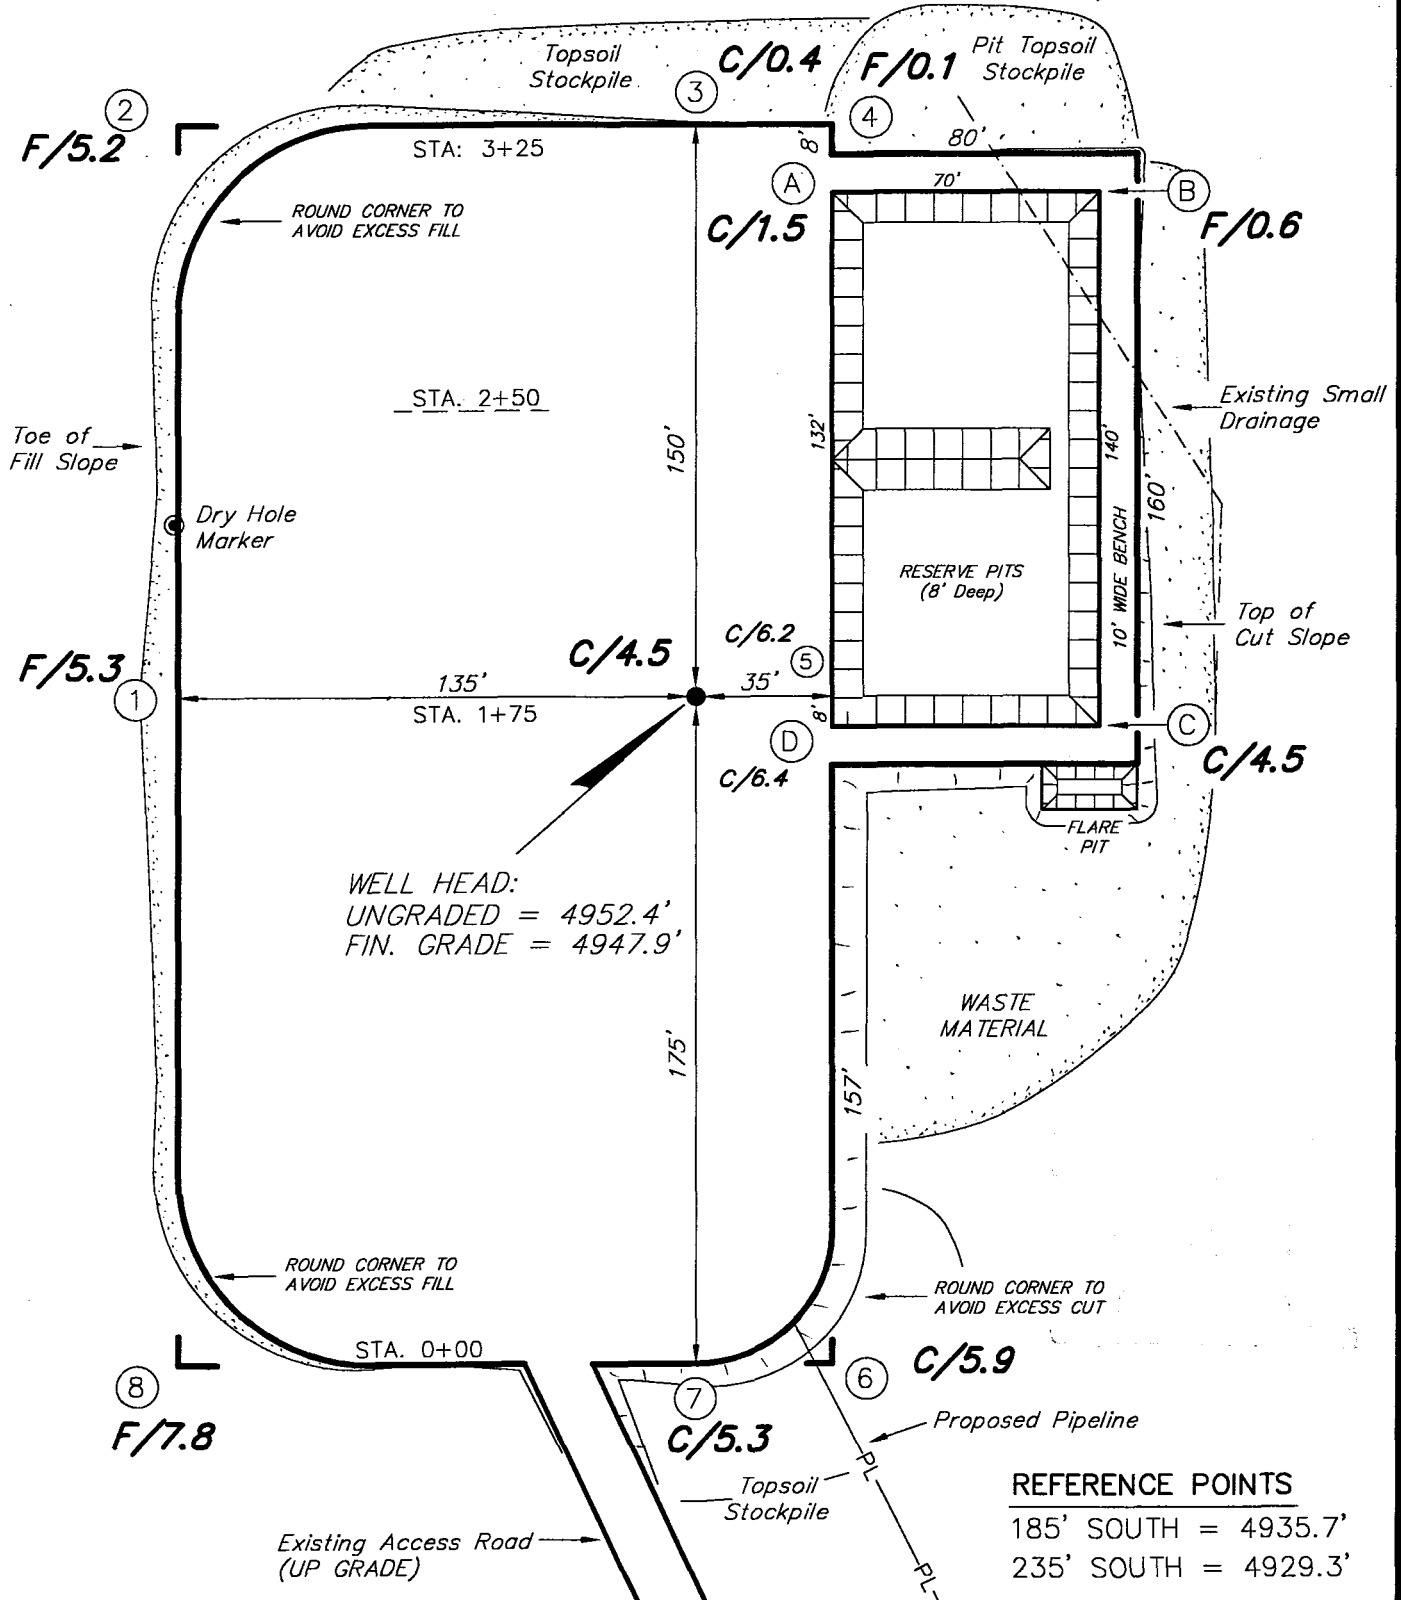 Topsoil
Stockpile
C/0.4
F/0.1
Pit Topsoil
Stockpile
2
3
4
F/5.2
STA: 3+25
8'
80'
A
70'
B
C/1.5
F/0.6
ROUND CORNER TO
AVOID EXCESS FILL
STA. 2+50
Existing Small
Drainage
Toe of
Fill Slope
150'
132'
140'
160'
Dry Hole
Marker
10' WIDE BENCH
RESERVE PITS
(8' Deep)
Top of
Cut Slope
C/6.2
C/4.5
5
F/5.3
1
135'
35'
STA. 1+75
8'
D
C
C/6.4
C/4.5
FLARE
PIT
WELL HEAD:
UNGRADED = 4952.4'
FIN. GRADE = 4947.9'
WASTE
MATERIAL
175'
157'
ROUND CORNER TO
AVOID EXCESS FILL
ROUND CORNER TO
AVOID EXCESS CUT
STA. 0+00
8
F/7.8
7
C/5.3
6
C/5.9
Proposed Pipeline
PL
Topsoil
Stockpile
Existing Access Road
(UP GRADE)
PL
REFERENCE POINTS
185' SOUTH = 4935.7'
235' SOUTH = 4929.3'